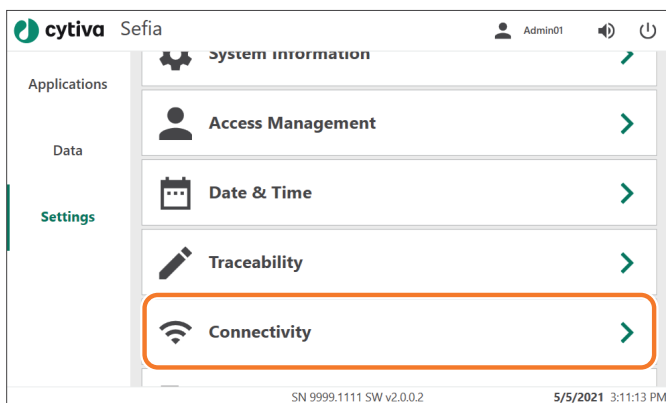 cytiva Sefia Admin01
System Information
Applications
Access Management
Data
Date & Time
Settings
Traceability
Connectivity
SN 9999.1111 SW v2.0.0.2 5/5/2021 3:11:13 PM